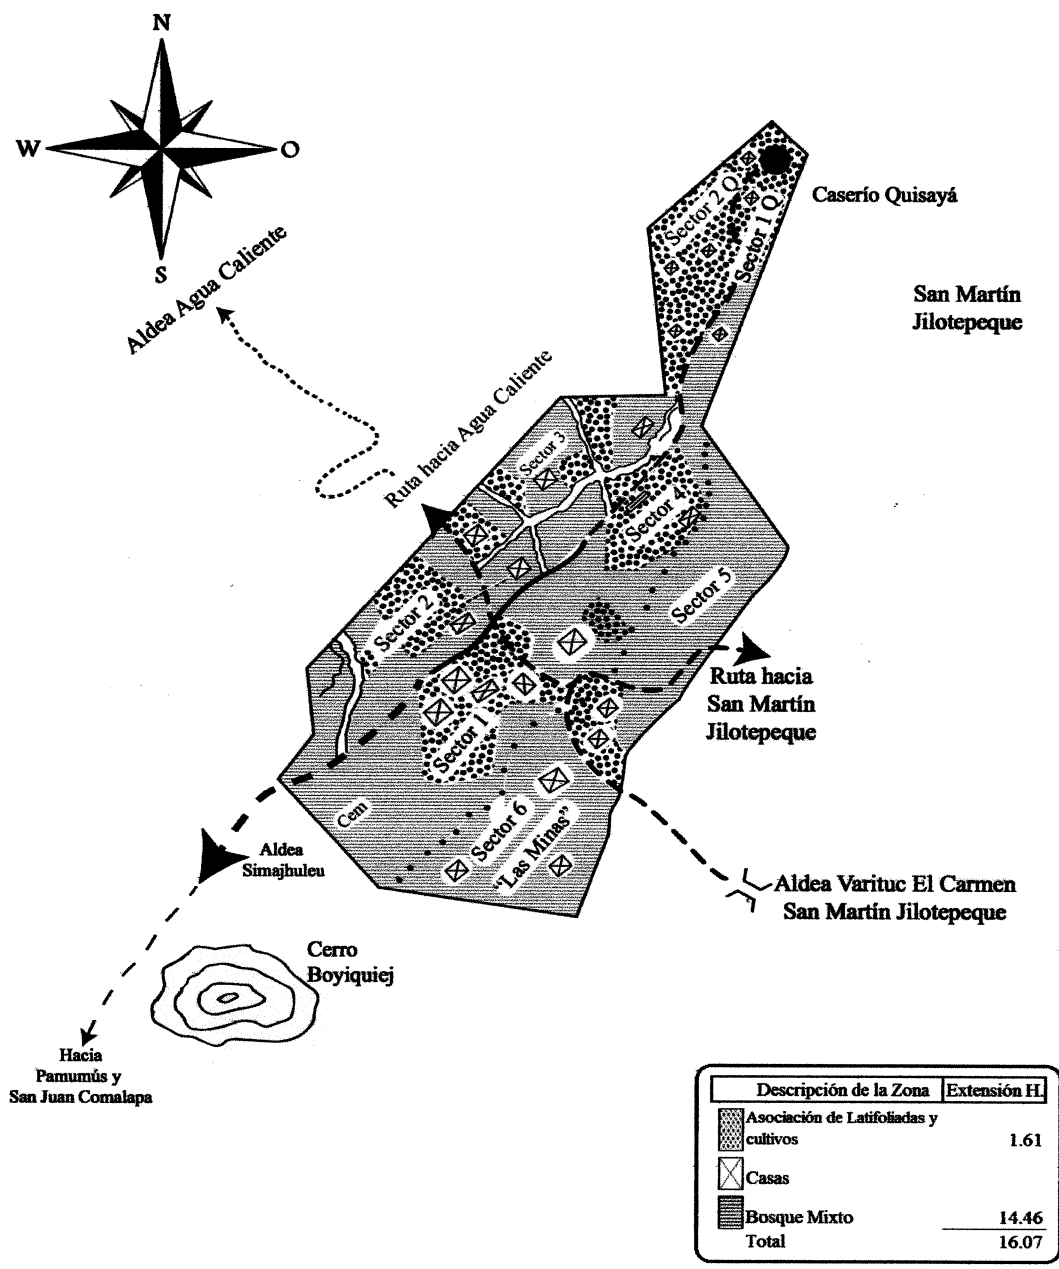 N
W
O
S
Aldea Agua Caliente
Sector 2 Q
Sector 1 Q
Caserío Quisayá
San Martín
Jilotepeque
Ruta hacia Agua Caliente
Sector 3
Sector 4
Sector 5
Sector 2
Ruta hacia
San Martín
Jilotepeque
Sector 1
Cem
Sector 6
"Las Minas"
Aldea
Simajhuleu
Aldea Varituc El Carmen
San Martín Jilotepeque
Cerro
Boyiquiej
Hacia
Pamumús y
San Juan Comalapa
Descripción de la Zona Extensión H.
Asociación de Latifoliadas y
cultivos 1.61
Casas
Bosque Mixto 14.46
Total 16.07